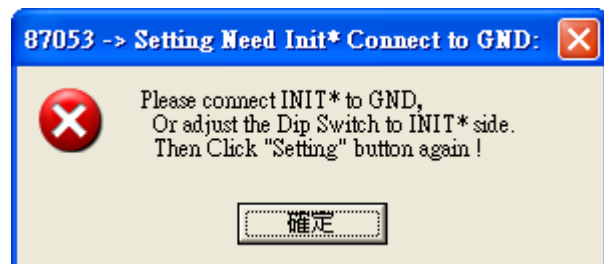 87053 -> Setting Need Init* Connect to GND:
Please connect INIT* to GND,
Or adjust the Dip Switch to INIT* side.
Then Click "Setting" button again !
確定